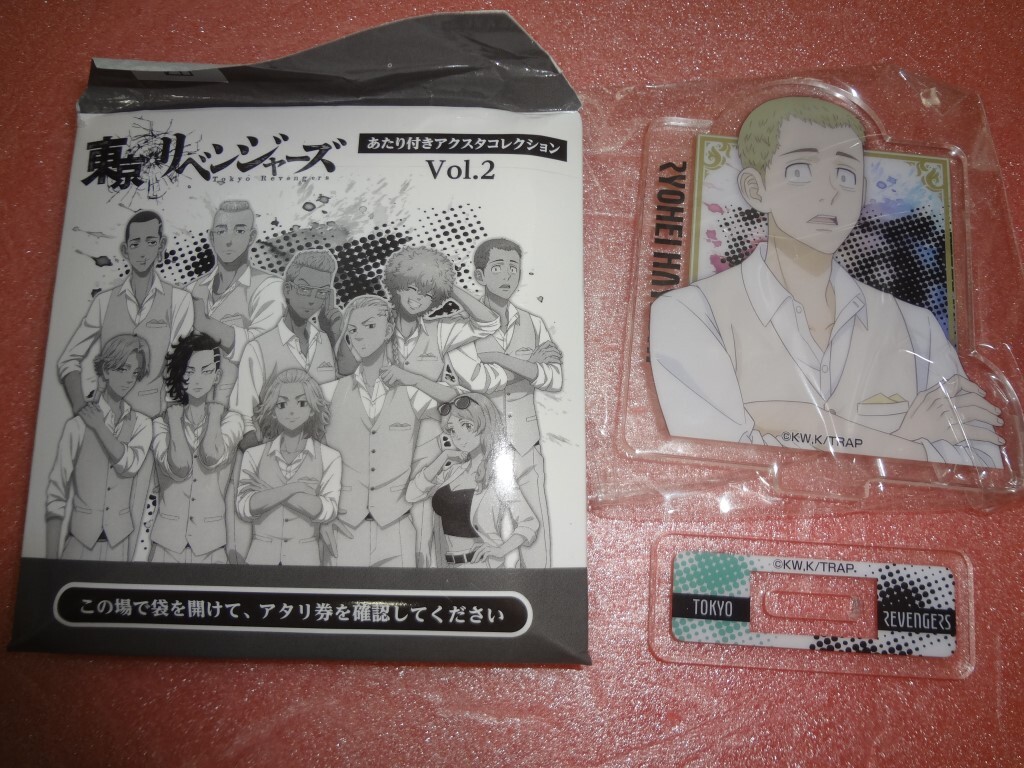 東京リベンジャーズ
Tokyo Revengers
あたり付きアクスタコレクション
Vol.2
この場で袋を開けて、アタリ券を確認してください
RYOHEI
©KW,K/TRAP
©KW,K/TRAP.
TOKYO
REVENGERS